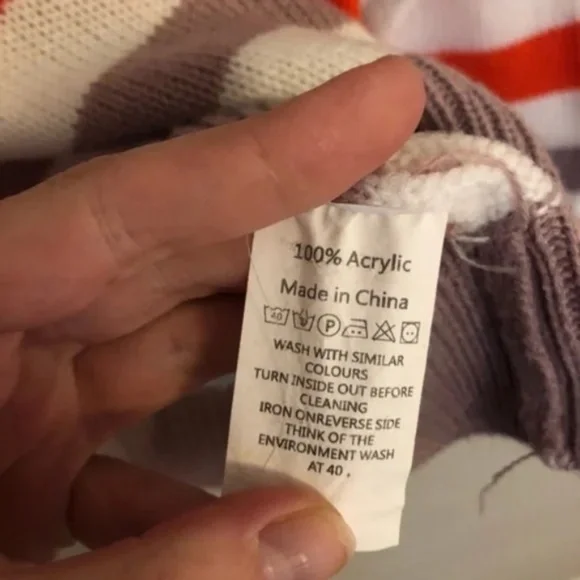 100% Acrylic
Made in China
40 P
WASH WITH SIMILAR
COLOURS
TURN INSIDE OUT BEFORE
CLEANING
IRON ONREVERSE SIDE
THINK OF THE
ENVIRONMENT WASH
AT 40 .